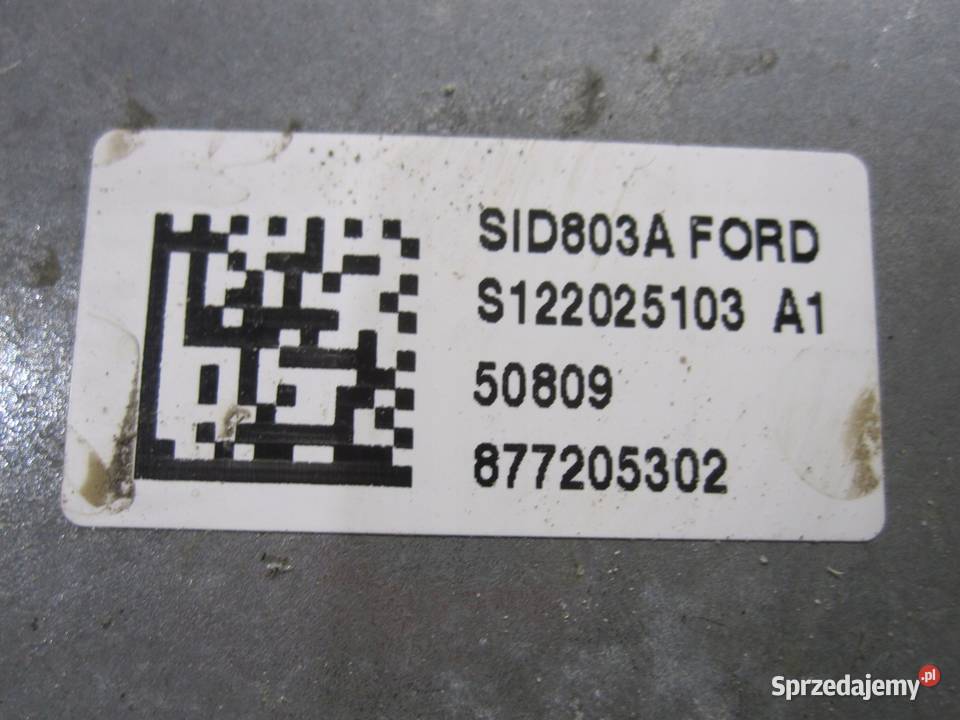 SID803A FORD
S122025103 A1
50809
877205302
Sprzedajemy.pl